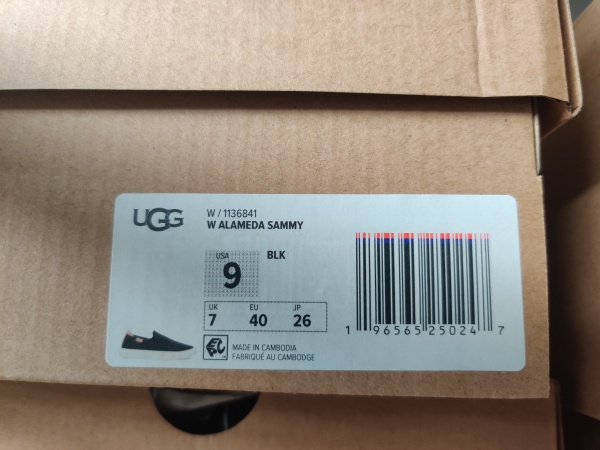 UGG
W / 1136841
W ALAMEDA SAMMY
USA
9
BLK
UK EU JP
7 40 26
MADE IN CAMBODIA
FABRIQUÉ AU CAMBODGE
1 96565 25024 7